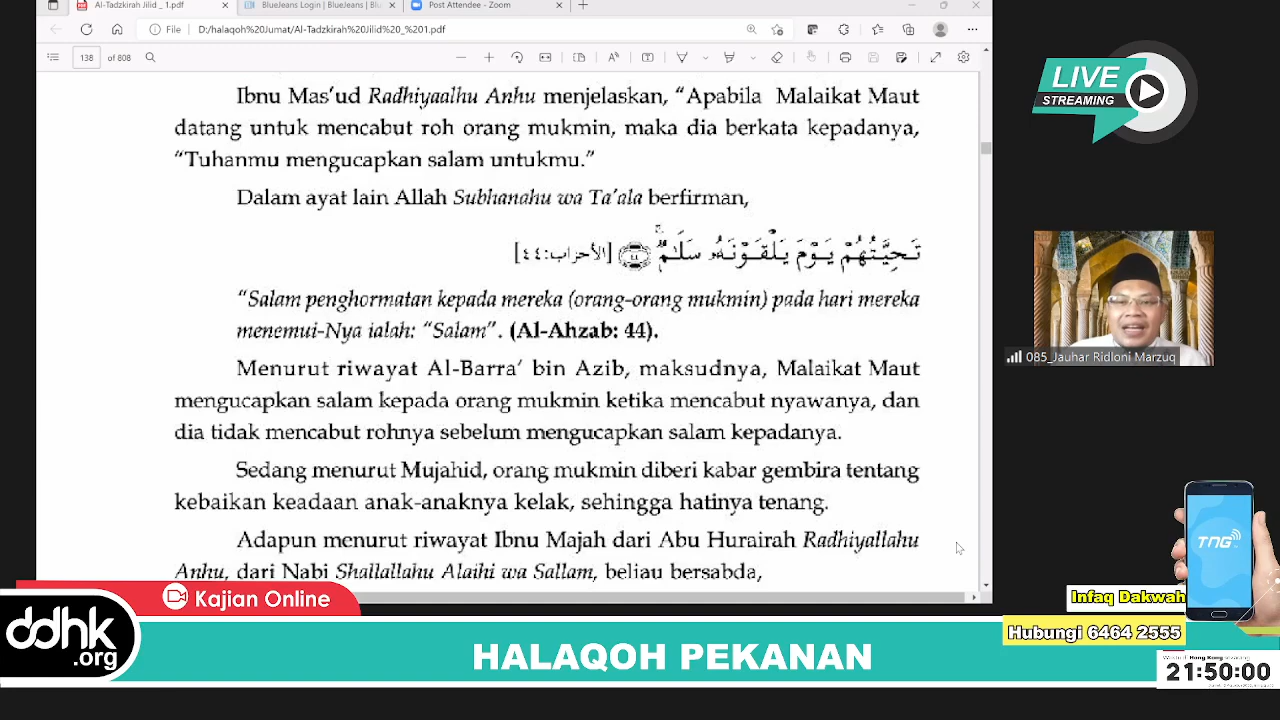 Al-Tadzkirah Jilid _ 1.pdf
BlueJeans Login | BlueJeans | Bl
Post Attendee - Zoom
File
D:/halaqoh%20Jumat/Al-Tadzkirah%20Jilid%20_%201.pdf
138 of 808
Ibnu Mas'ud Radhiyaalhu Anhu menjelaskan, "Apabila Malaikat Maut
datang untuk mencabut roh orang mukmin, maka dia berkata kepadanya,
"Tuhanmu mengucapkan salam untukmu."
Dalam ayat lain Allah Subhanahu wa Ta'ala berfirman,
تَحِيَّتُهُمْ يَوْمَ يَلْقَوْنَهُۥ سَلَٰمٌ ۚ ﴿٤٤﴾ [الأحزاب:٤٤]
"Salam penghormatan kepada mereka (orang-orang mukmin) pada hari mereka
menemui-Nya ialah: "Salam". (Al-Ahzab: 44).
Menurut riwayat Al-Barra' bin Azib, maksudnya, Malaikat Maut
mengucapkan salam kepada orang mukmin ketika mencabut nyawanya, dan
dia tidak mencabut rohnya sebelum mengucapkan salam kepadanya.
Sedang menurut Mujahid, orang mukmin diberi kabar gembira tentang
kebaikan keadaan anak-anaknya kelak, sehingga hatinya tenang.
Adapun menurut riwayat Ibnu Majah dari Abu Hurairah Radhiyallahu
Anhu, dari Nabi Shallallahu Alaihi wa Sallam, beliau bersabda,
LIVE
STREAMING
085_Jauhar Ridloni Marzuq
TNG
Kajian Online
ddhk
.org
HALAQOH PEKANAN
Infaq Dakwah
Hubungi 6464 2555
21:50:00